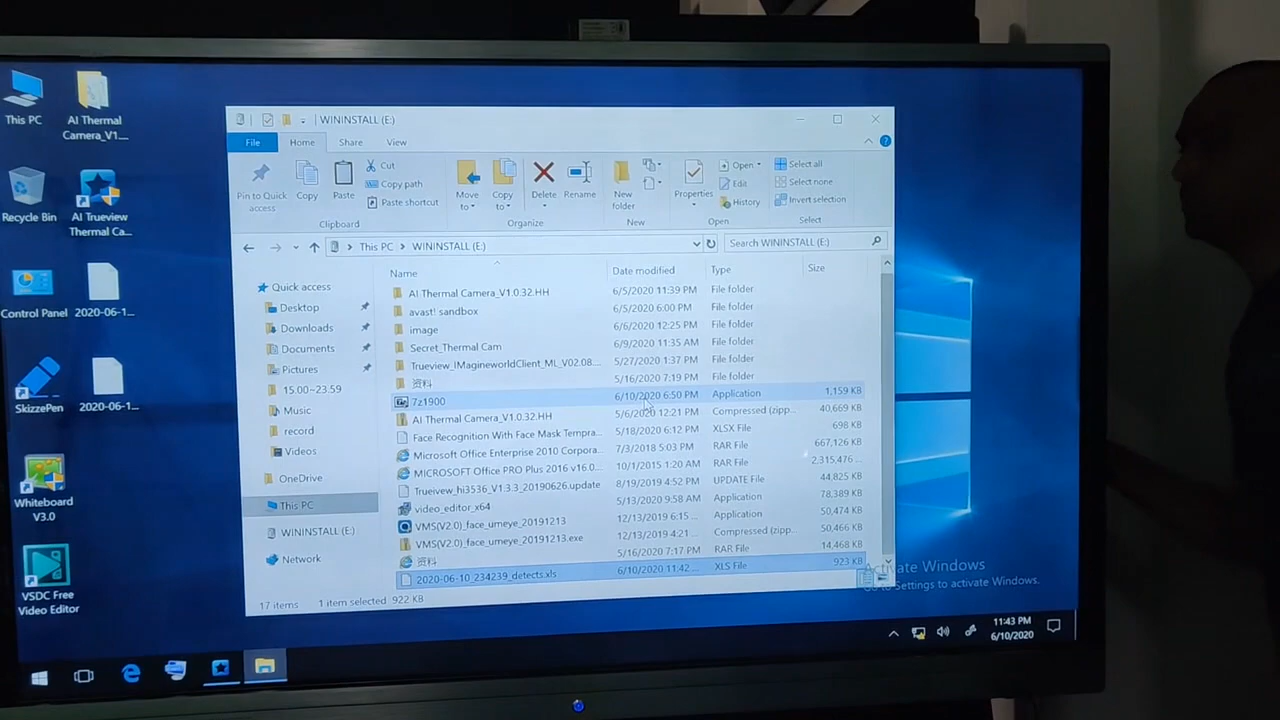 WININSTALL (E:)
File Home Share View
Pin to Quick access
Copy
Paste
Cut
Copy path
Paste shortcut
Move to
Copy to
Delete
Rename
New folder
Properties
Open
Edit
History
Select all
Select none
Invert selection
Clipboard Organize New Open Select
This PC > WININSTALL (E:)
Search WININSTALL (E:)
Name Date modified Type Size
AI Thermal Camera_V1.0.32.HH 6/5/2020 11:39 PM File folder
avast! sandbox 6/5/2020 6:00 PM File folder
image 6/6/2020 12:25 PM File folder
Secret_Thermal Cam 6/9/2020 11:35 AM File folder
Trueview_IMagineworldClient_ML_V02.08.... 5/27/2020 1:37 PM File folder
资料 5/16/2020 7:19 PM File folder
7z1900 6/10/2020 6:50 PM Application 1,159 KB
AI Thermal Camera_V1.0.32.HH 5/6/2020 12:21 PM Compressed (zipp... 40,669 KB
Face Recognition With Face Mask Tempra... 5/18/2020 6:12 PM XLSX File 698 KB
Microsoft Office Enterprise 2010 Corpora... 7/3/2018 5:03 PM RAR File 667,126 KB
MICROSOFT Office PRO Plus 2016 v16.0.... 10/1/2015 1:20 AM RAR File 2,315,476 ...
Trueview_hi3536_V1.3.3_20190626.update 8/19/2019 4:52 PM UPDATE File 44,825 KB
video_editor_x64 5/13/2020 9:58 AM Application 78,389 KB
VMS(V2.0)_face_umeye_20191213 12/13/2019 6:15 ... Application 50,474 KB
VMS(V2.0)_face_umeye_20191213.exe 12/13/2019 4:21 ... Compressed (zipp... 50,466 KB
资料 5/16/2020 7:17 PM RAR File 14,468 KB
2020-06-10_234239_detects.xls 6/10/2020 11:42 ... XLS File 923 KB
Quick access
Desktop
Downloads
Documents
Pictures
15.00~23.59
Music
record
Videos
OneDrive
This PC
WININSTALL (E:)
Network
17 items 1 item selected 922 KB
This PC
AI Thermal
Camera_V1....
Recycle Bin
AI Trueview
Thermal Ca...
Control Panel
2020-06-1...
SkizzePen
2020-06-1...
Whiteboard
V3.0
VSDC Free
Video Editor
Activate Windows
Go to Settings to activate Windows.
11:43 PM
6/10/2020